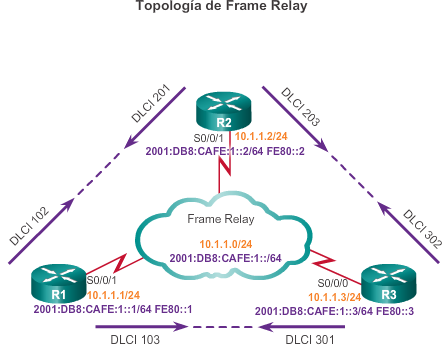 Topología de Frame Relay
DLCI 201
DLCI 203
R2
S0/0/1
10.1.1.2/24
2001:DB8:CAFE:1::2/64 FE80::2
DLCI 102
DLCI 302
Frame Relay
10.1.1.0/24
2001:DB8:CAFE:1::/64
S0/0/1
S0/0/0
R1
R3
10.1.1.1/24
10.1.1.3/24
2001:DB8:CAFE:1::1/64 FE80::1
2001:DB8:CAFE:1::3/64 FE80::3
DLCI 103
DLCI 301